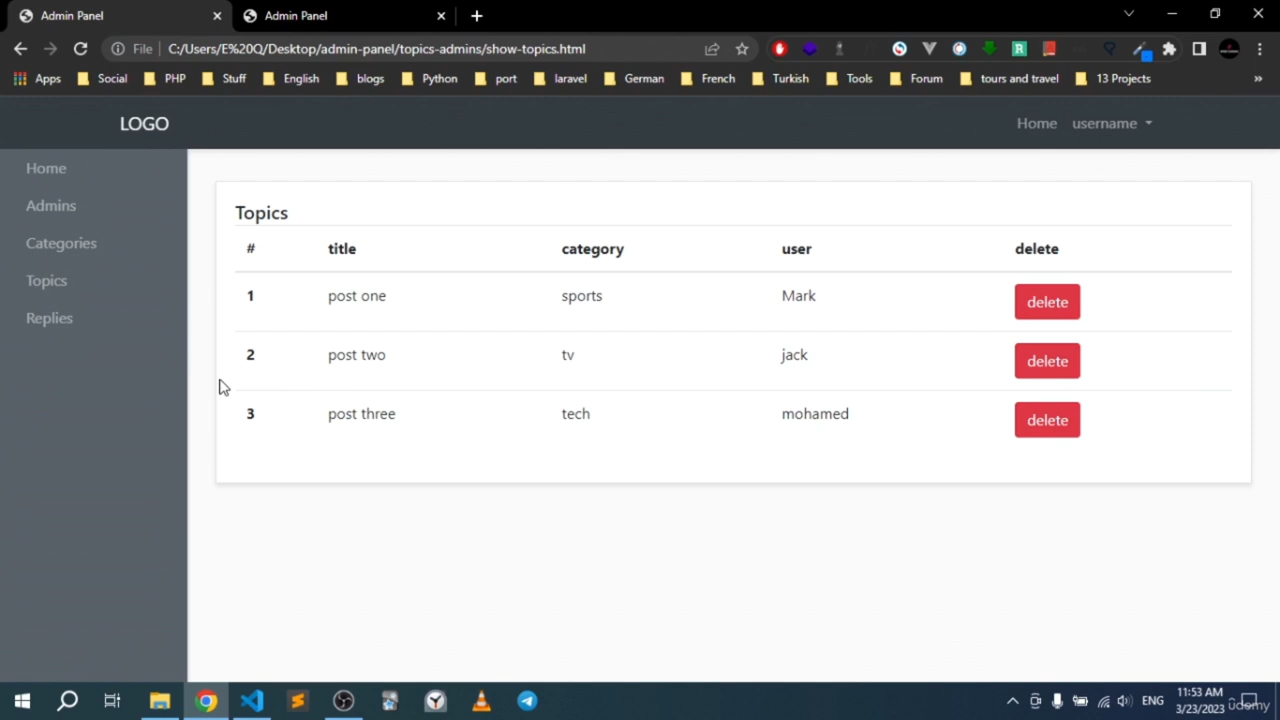 Admin Panel
Admin Panel
File
C:/Users/E%20Q/Desktop/admin-panel/topics-admins/show-topics.html
Apps Social PHP Stuff English blogs Python port laravel German French Turkish Tools Forum tours and travel 13 Projects »
LOGO
Home username
Home
Admins
Categories
Topics
Replies
Topics
# title category user delete
1 post one sports Mark delete
2 post two tv jack delete
3 post three tech mohamed delete
ENG
11:53 AM
3/23/2023
udemy